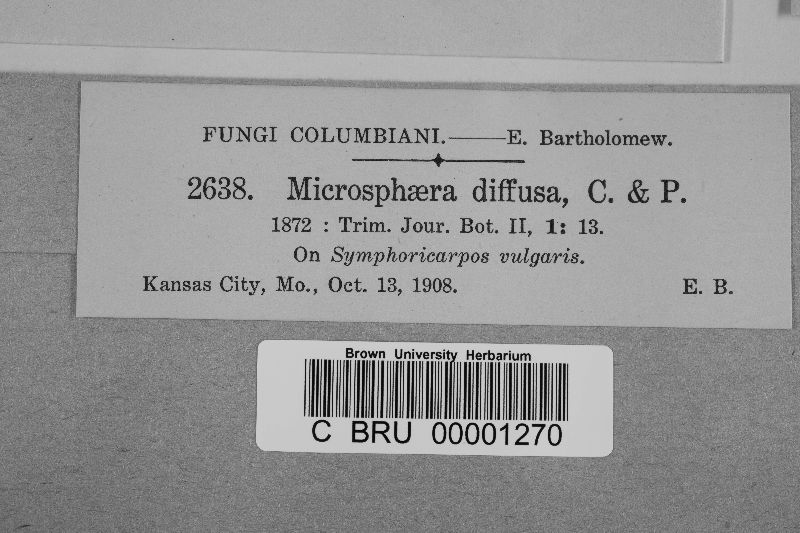 FUNGI COLUMBIANI.——E. Bartholomew.
2638. Microsphæra diffusa, C. & P.
1872 : Trim. Jour. Bot. II, 1: 13.
On Symphoricarpos vulgaris.
Kansas City, Mo., Oct. 13, 1908. E. B.
Brown University Herbarium
C BRU 00001270